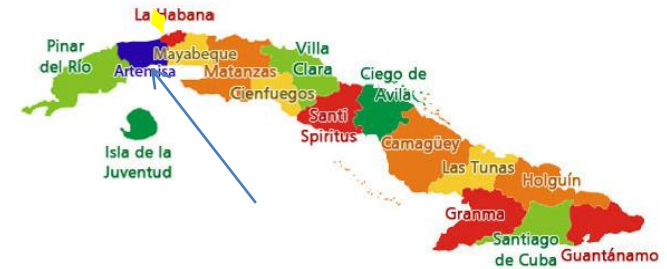 La Habana
Pinar
del Río
Artemisa
Mayabeque
Matanzas
Villa
Clara
Cienfuegos
Santi
Spiritus
Ciego de
Avila
Isla de la
Juventud
Camagüey
Las Tunas
Holguín
Granma
Santiago
de Cuba
Guantánamo